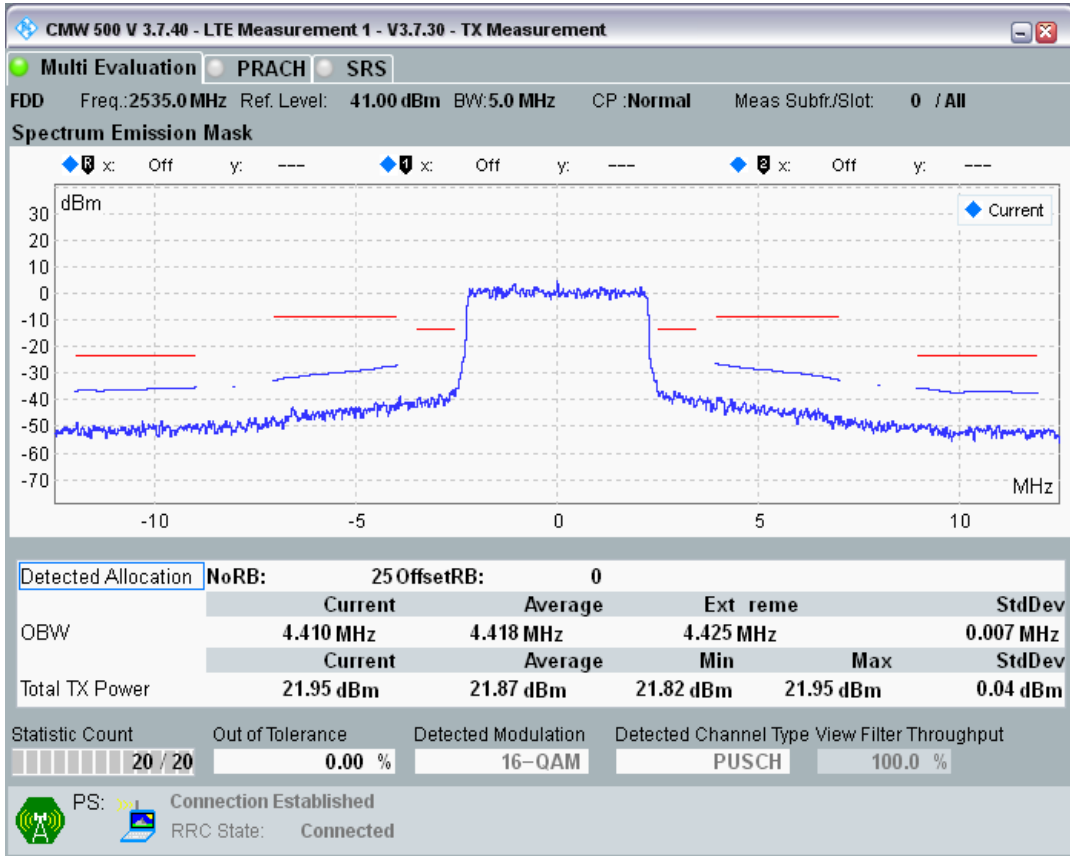 CMW 500 V 3.7.40 - LTE Measurement 1 - V3.7.30 - TX Measurement
Multi Evaluation PRACH SRS
FDD Freq.:2535.0 MHz Ref. Level: 41.00 dBm BW:5.0 MHz CP :Normal Meas Subfr./Slot: 0 / All
Spectrum Emission Mask
R x: Off y: --- 1 x: Off y: --- 2 x: Off y: ---
dBm
Current
30
20
10
0
-10
-20
-30
-40
-50
-60
-70
MHz
-10 -5 0 5 10
Detected Allocation NoRB: 25 OffsetRB: 0
Current Average Ext reme StdDev
OBW 4.410 MHz 4.418 MHz 4.425 MHz 0.007 MHz
Current Average Min Max StdDev
Total TX Power 21.95 dBm 21.87 dBm 21.82 dBm 21.95 dBm 0.04 dBm
Statistic Count Out of Tolerance Detected Modulation Detected Channel Type View Filter Throughput
20 / 20 0.00 % 16-QAM PUSCH 100.0 %
PS: Connection Established
RRC State: Connected